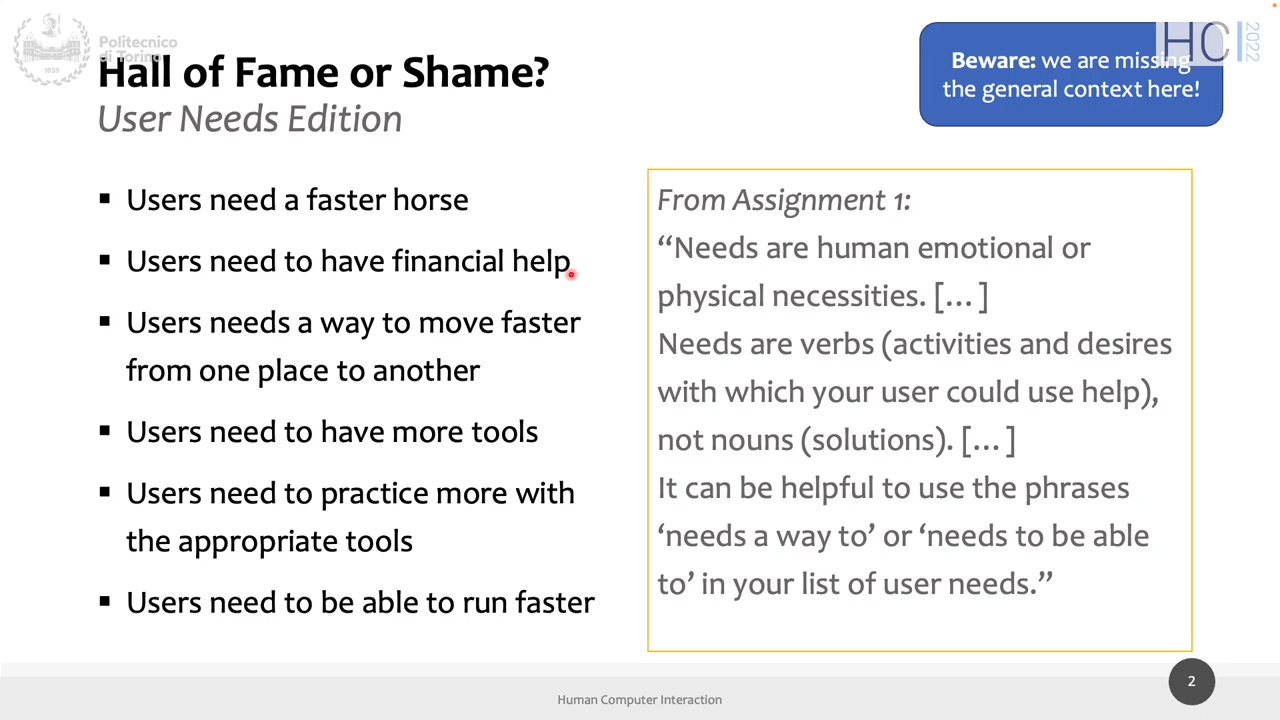 Politecnico
di Torino
1859
Hall of Fame or Shame?
User Needs Edition
Beware: we are missing
the general context here!
HCI
2022
▪ Users need a faster horse
▪ Users need to have financial help
▪ Users needs a way to move faster
from one place to another
▪ Users need to have more tools
▪ Users need to practice more with
the appropriate tools
▪ Users need to be able to run faster
From Assignment 1:
“Needs are human emotional or
physical necessities. […]
Needs are verbs (activities and desires
with which your user could use help),
not nouns (solutions). […]
It can be helpful to use the phrases
‘needs a way to’ or ‘needs to be able
to’ in your list of user needs.”
Human Computer Interaction
2